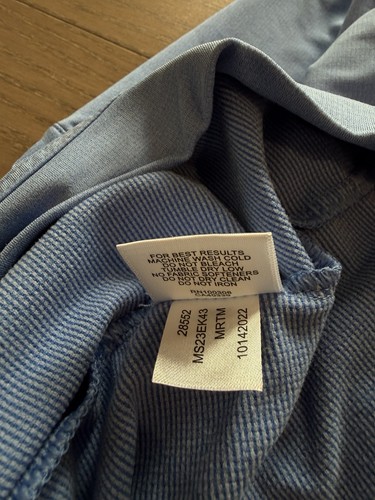 FOR BEST RESULTS
MACHINE WASH COLD
DO NOT BLEACH
TUMBLE DRY LOW
NO FABRIC SOFTENERS
DO NOT DRY CLEAN
DO NOT IRON
28552
MS23EK43
MRTM
10142022